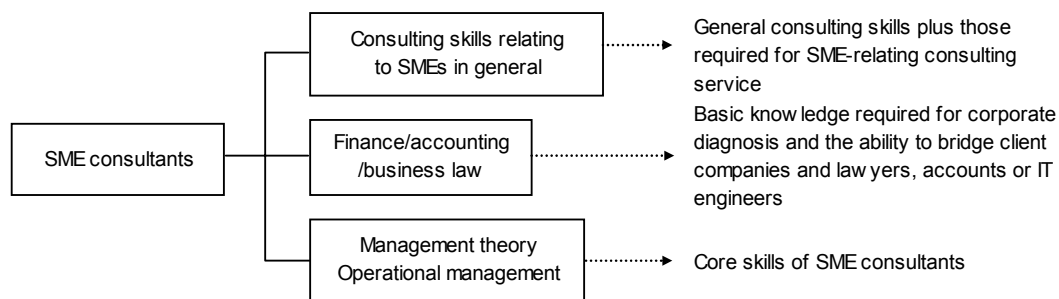 Consulting skills relating
to SMEs in general
General consulting skills plus those
required for SME-relating consulting
service
SME consultants
Finance/accounting
/business law
Basic know ledge required for corporate
diagnosis and the ability to bridge client
companies and law yers, accounts or IT
engineers
Management theory
Operational management
Core skills of SME consultants